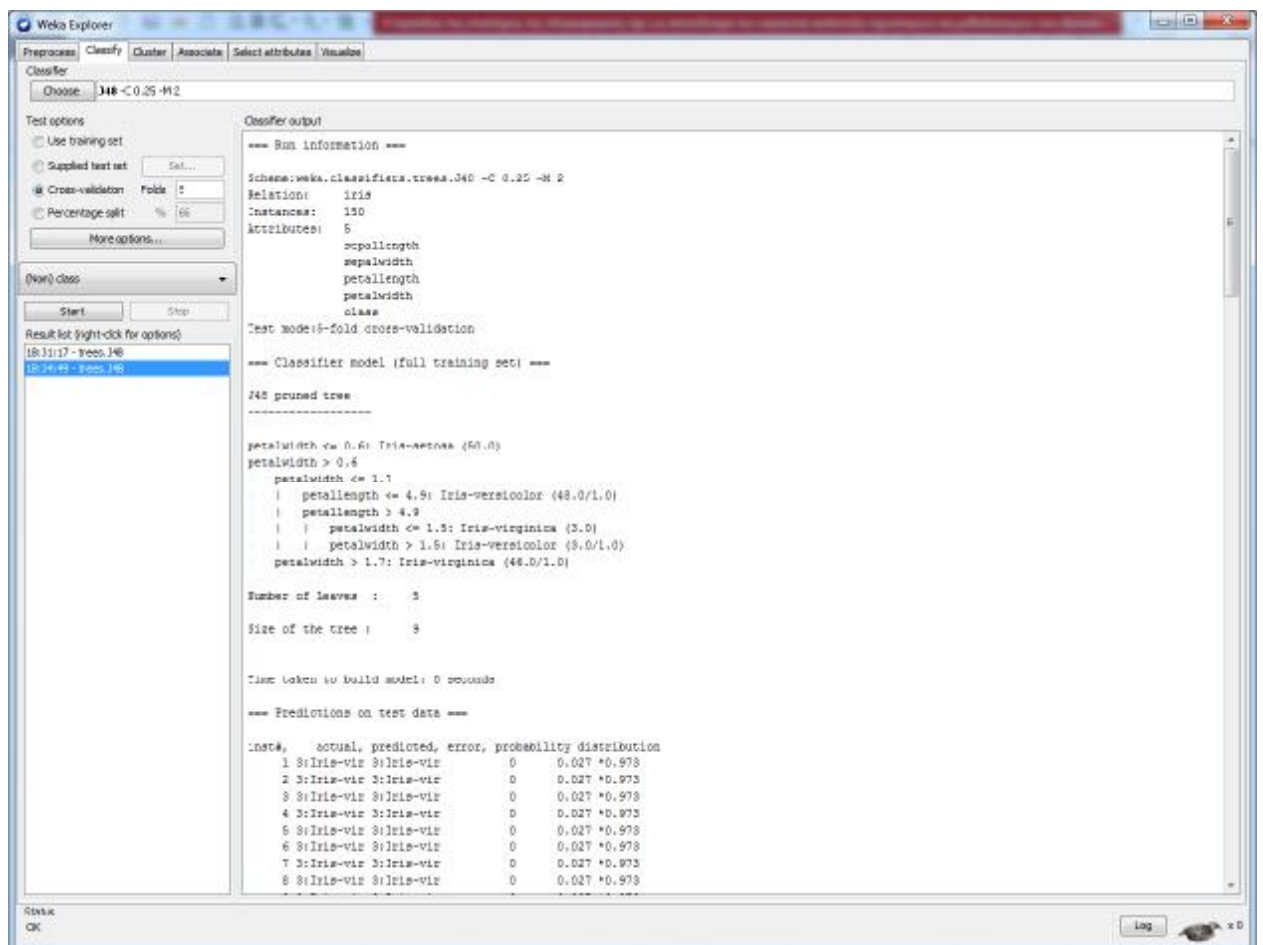 Weka Explorer
Preprocess Classify Cluster Associate Select attributes Visualize
Classifier
Choose J48 -C 0.25 -M 2
Test options
Use training set
Supplied test set Set...
Cross-validation Folds 5
Percentage split % 66
More options...
(Nom) class
Start Stop
Result list (right-click for options)
18:31:17 - trees.J48
18:34:49 - trees.J48
Classifier output
=== Run information ===
Scheme:weka.classifiers.trees.J48 -C 0.25 -M 2
Relation: iris
Instances: 150
Attributes: 5
sepallength
sepalwidth
petallength
petalwidth
class
Test mode:5-fold cross-validation
=== Classifier model (full training set) ===
J48 pruned tree
------------------
petalwidth <= 0.6: Iris-setosa (50.0)
petalwidth > 0.6
petalwidth <= 1.7
| petallength <= 4.9: Iris-versicolor (48.0/1.0)
| petallength > 4.9
| | petalwidth <= 1.5: Iris-virginica (3.0)
| | petalwidth > 1.5: Iris-versicolor (3.0/1.0)
petalwidth > 1.7: Iris-virginica (46.0/1.0)
Number of Leaves : 5
Size of the tree : 9
Time taken to build model: 0 seconds
=== Predictions on test data ===
inst#, actual, predicted, error, probability distribution
1 3:Iris-vir 3:Iris-vir 0 0.027 *0.973
2 3:Iris-vir 3:Iris-vir 0 0.027 *0.973
3 3:Iris-vir 3:Iris-vir 0 0.027 *0.973
4 3:Iris-vir 3:Iris-vir 0 0.027 *0.973
5 3:Iris-vir 3:Iris-vir 0 0.027 *0.973
6 3:Iris-vir 3:Iris-vir 0 0.027 *0.973
7 3:Iris-vir 3:Iris-vir 0 0.027 *0.973
8 3:Iris-vir 3:Iris-vir 0 0.027 *0.973
Status
OK
Log x 0